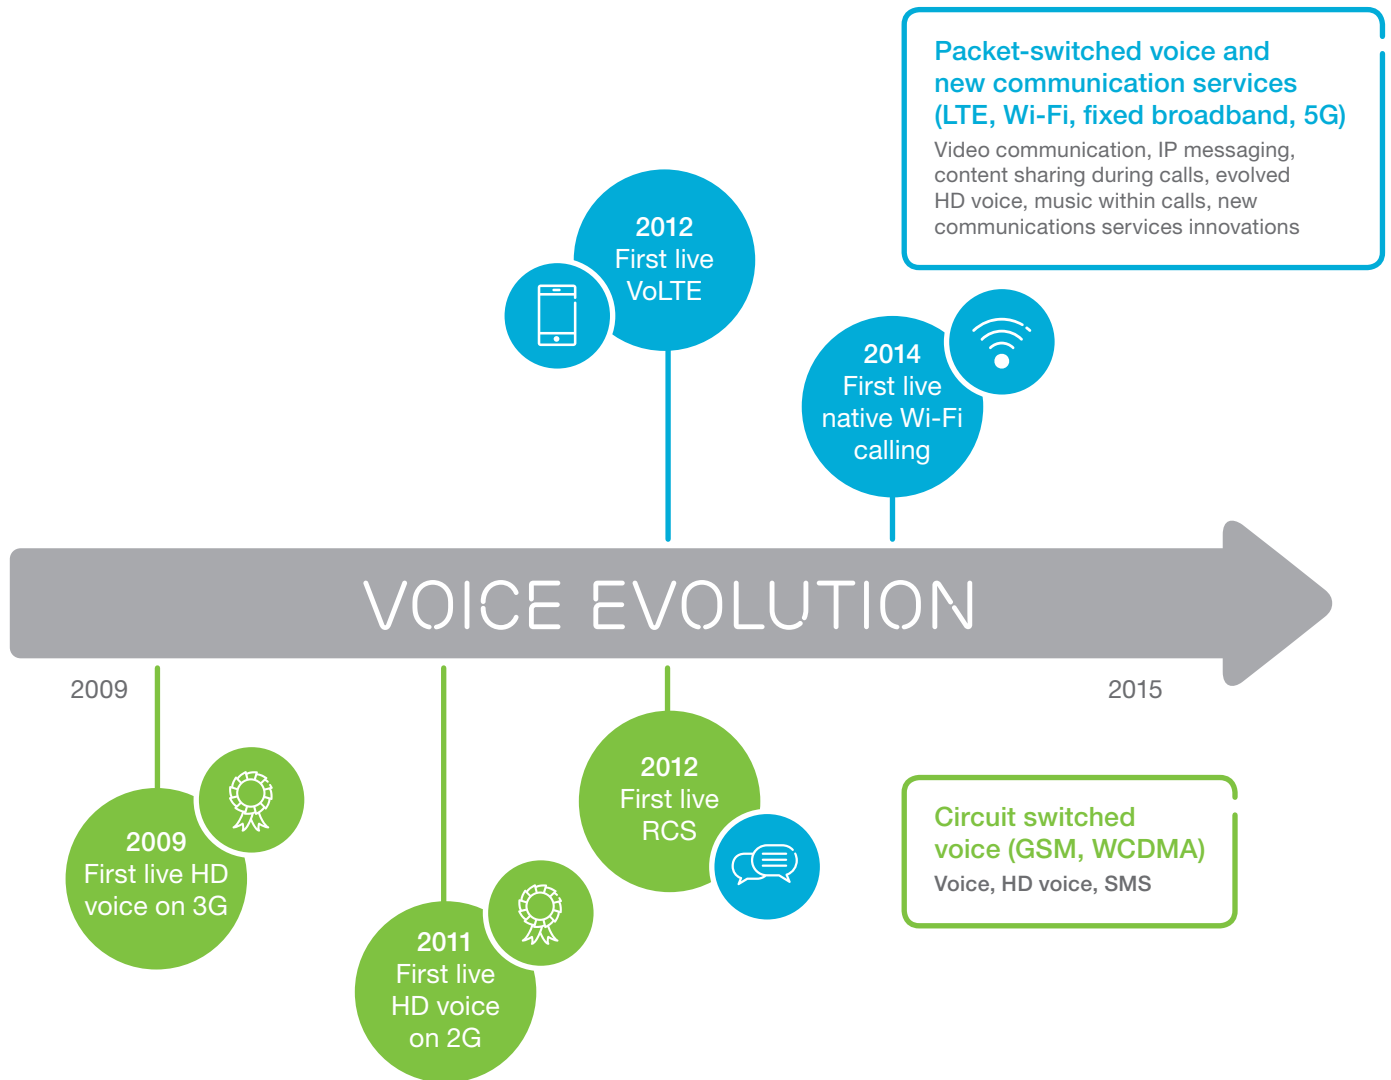 Packet-switched voice and
new communication services
(LTE, Wi-Fi, fixed broadband, 5G)
Video communication, IP messaging,
content sharing during calls, evolved
HD voice, music within calls, new
communications services innovations
2012
First live
VoLTE
2014
First live
native Wi-Fi
calling
VOICE EVOLUTION
2009
2015
2009
First live HD
voice on 3G
2011
First live
HD voice
on 2G
2012
First live
RCS
Circuit switched
voice (GSM, WCDMA)
Voice, HD voice, SMS